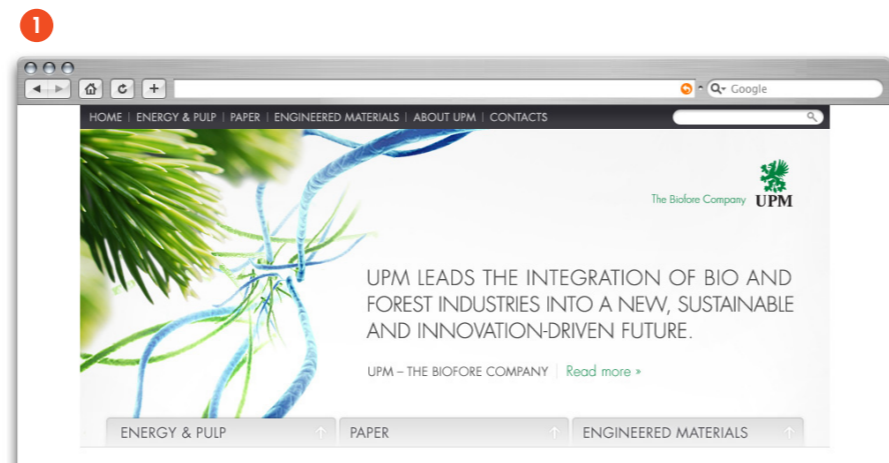 1
Google
HOME | ENERGY & PULP | PAPER | ENGINEERED MATERIALS | ABOUT UPM | CONTACTS
The Biofore Company UPM
UPM LEADS THE INTEGRATION OF BIO AND
FOREST INDUSTRIES INTO A NEW, SUSTAINABLE
AND INNOVATION-DRIVEN FUTURE.
UPM – THE BIOFORE COMPANY | Read more »
ENERGY & PULP PAPER ENGINEERED MATERIALS